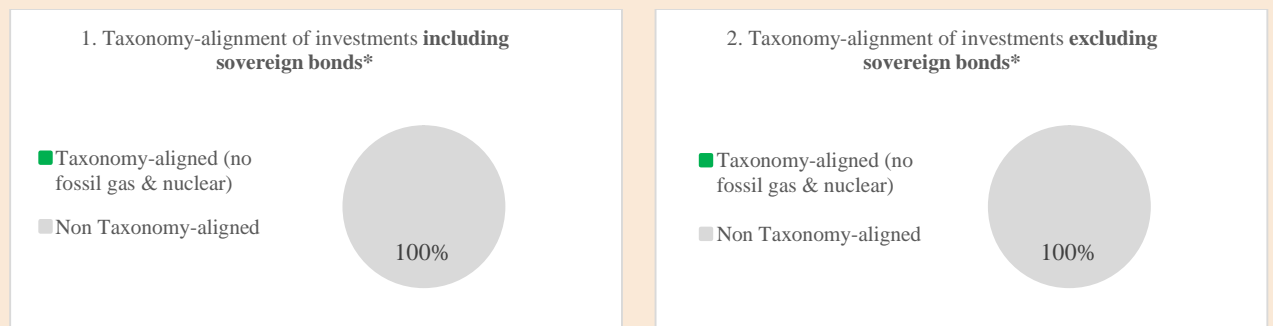 1. Taxonomy-alignment of investments including
sovereign bonds*
Taxonomy-aligned (no
fossil gas & nuclear)
Non Taxonomy-aligned
100%
2. Taxonomy-alignment of investments excluding
sovereign bonds*
Taxonomy-aligned (no
fossil gas & nuclear)
Non Taxonomy-aligned
100%